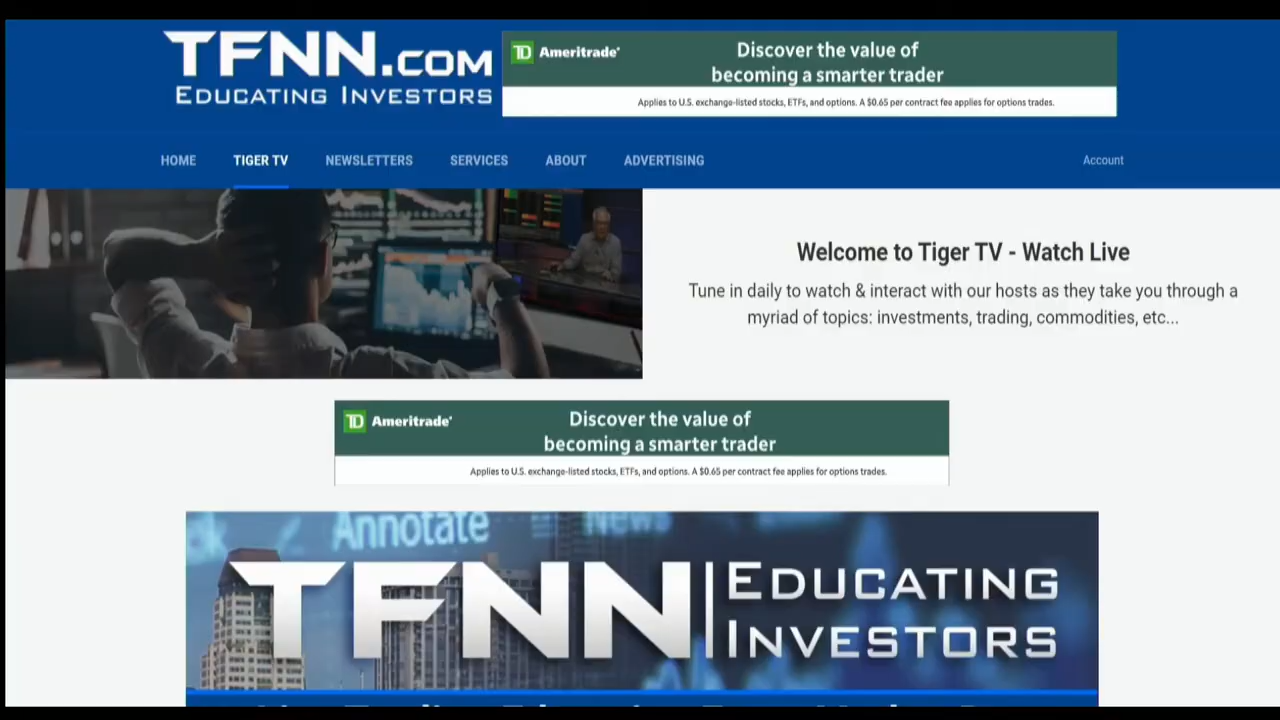 TFNN.COM
EDUCATING INVESTORS
TD Ameritrade
Discover the value of
becoming a smarter trader
Applies to U.S. exchange-listed stocks, ETFs, and options. A $0.65 per contract fee applies for options trades.
HOME TIGER TV NEWSLETTERS SERVICES ABOUT ADVERTISING Account
Welcome to Tiger TV - Watch Live
Tune in daily to watch & interact with our hosts as they take you through a
myriad of topics: investments, trading, commodities, etc...
TD Ameritrade
Discover the value of
becoming a smarter trader
Applies to U.S. exchange-listed stocks, ETFs, and options. A $0.65 per contract fee applies for options trades.
Annotate News
TFNN EDUCATING
INVESTORS